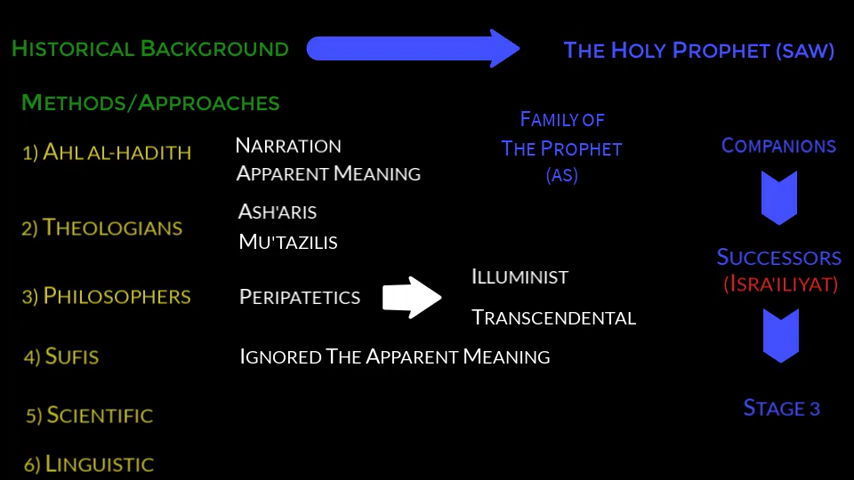 Historical Background
The Holy Prophet (saw)
Methods/Approaches
1) Ahl al-hadith
Narration
Apparent Meaning
Family of
The Prophet
(as)
Companions
2) Theologians
Ash'aris
Mu'tazilis
Successors
(Isra'iliyat)
3) Philosophers
Peripatetics
Illuminist
Transcendental
4) Sufis
Ignored The Apparent Meaning
Stage 3
5) Scientific
6) Linguistic